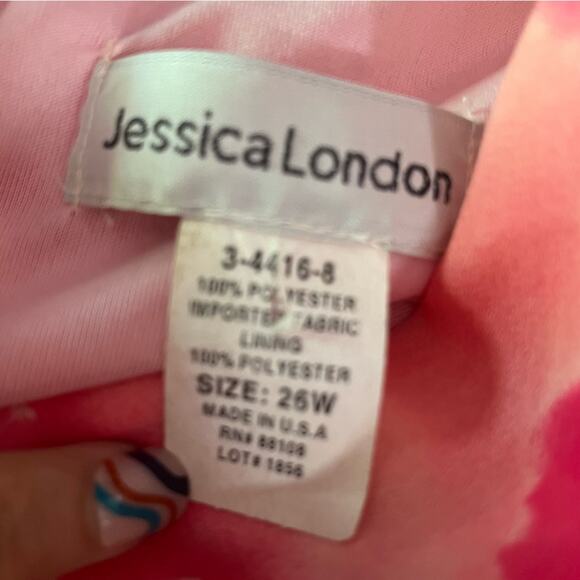 Jessica London
3-4416-8
100% POLYESTER
IMPORTED FABRIC
LINING
100% POLYESTER
SIZE: 26W
MADE IN U.S.A
RN# 88108
LOT# 1856